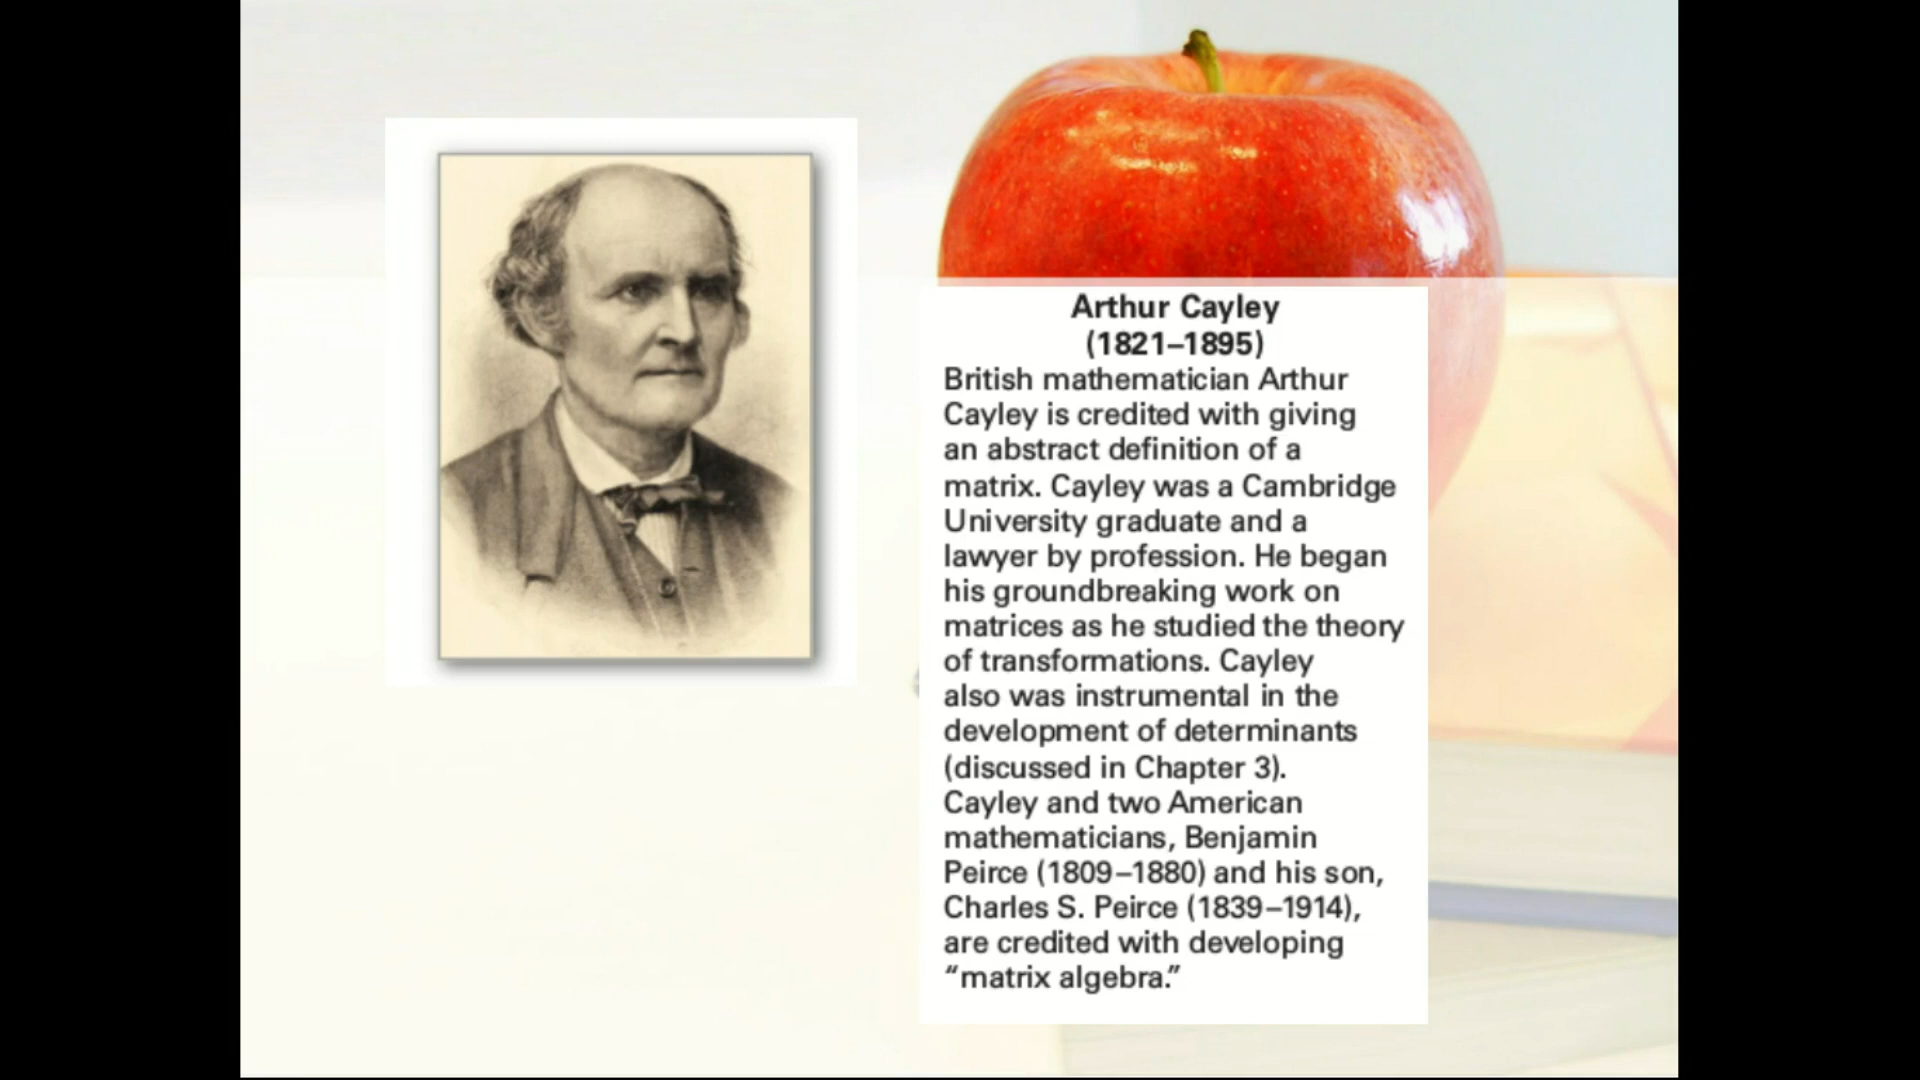 Arthur Cayley
(1821–1895)
British mathematician Arthur
Cayley is credited with giving
an abstract definition of a
matrix. Cayley was a Cambridge
University graduate and a
lawyer by profession. He began
his groundbreaking work on
matrices as he studied the theory
of transformations. Cayley
also was instrumental in the
development of determinants
(discussed in Chapter 3).
Cayley and two American
mathematicians, Benjamin
Peirce (1809–1880) and his son,
Charles S. Peirce (1839–1914),
are credited with developing
“matrix algebra.”